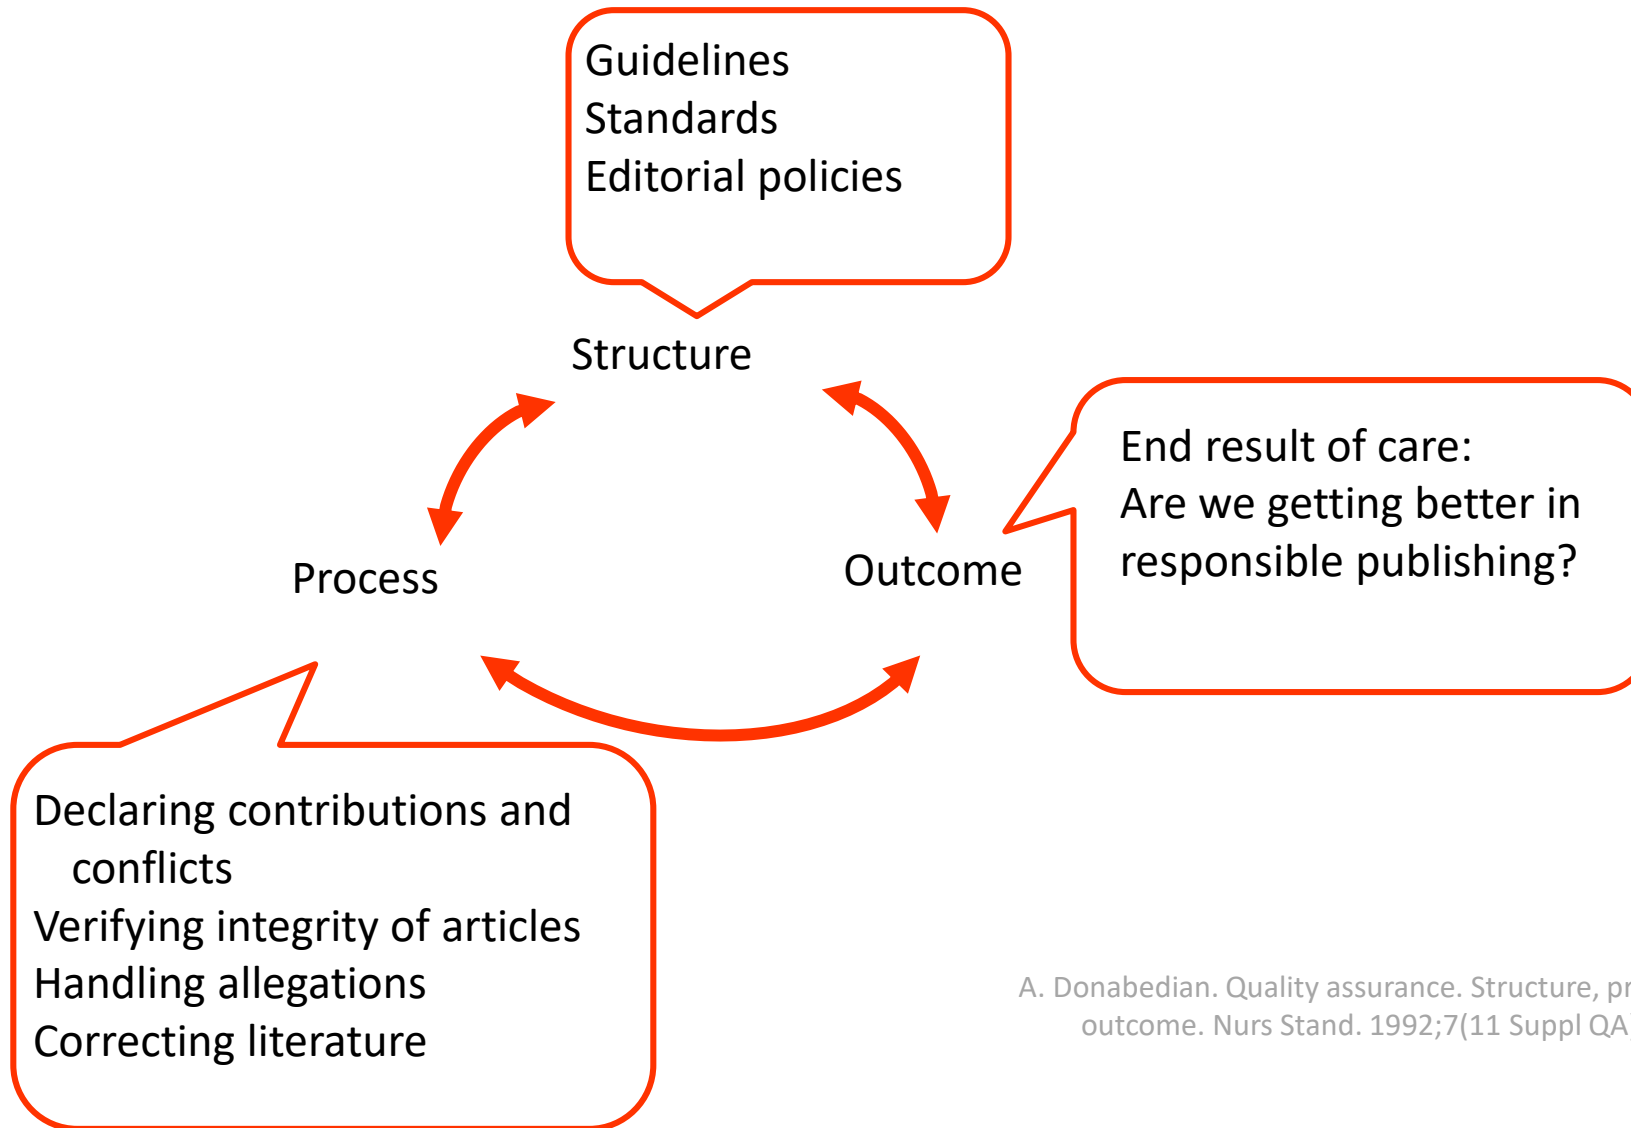 Guidelines
Standards
Editorial policies
Structure
End result of care:
Are we getting better in
responsible publishing?
Process
Outcome
Declaring contributions and
conflicts
Verifying integrity of articles
Handling allegations
Correcting literature
A. Donabedian. Quality assurance. Structure,
outcome. Nurs Stand. 1992;7(11 Suppl QA